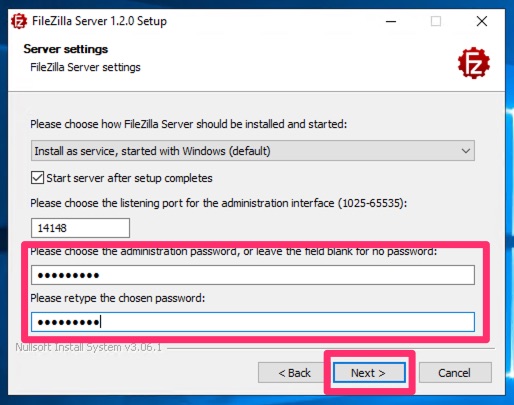 FileZilla Server 1.2.0 Setup
Server settings
FileZilla Server settings
Fz
Please choose how FileZilla Server should be installed and started:
Install as service, started with Windows (default)
Start server after setup completes
Please choose the listening port for the administration interface (1025-65535):
14148
Please choose the administration password, or leave the field blank for no password:
●●●●●●●●●
Please retype the chosen password:
●●●●●●●●●
Nullsoft Install System v3.06.1
< Back
Next >
Cancel